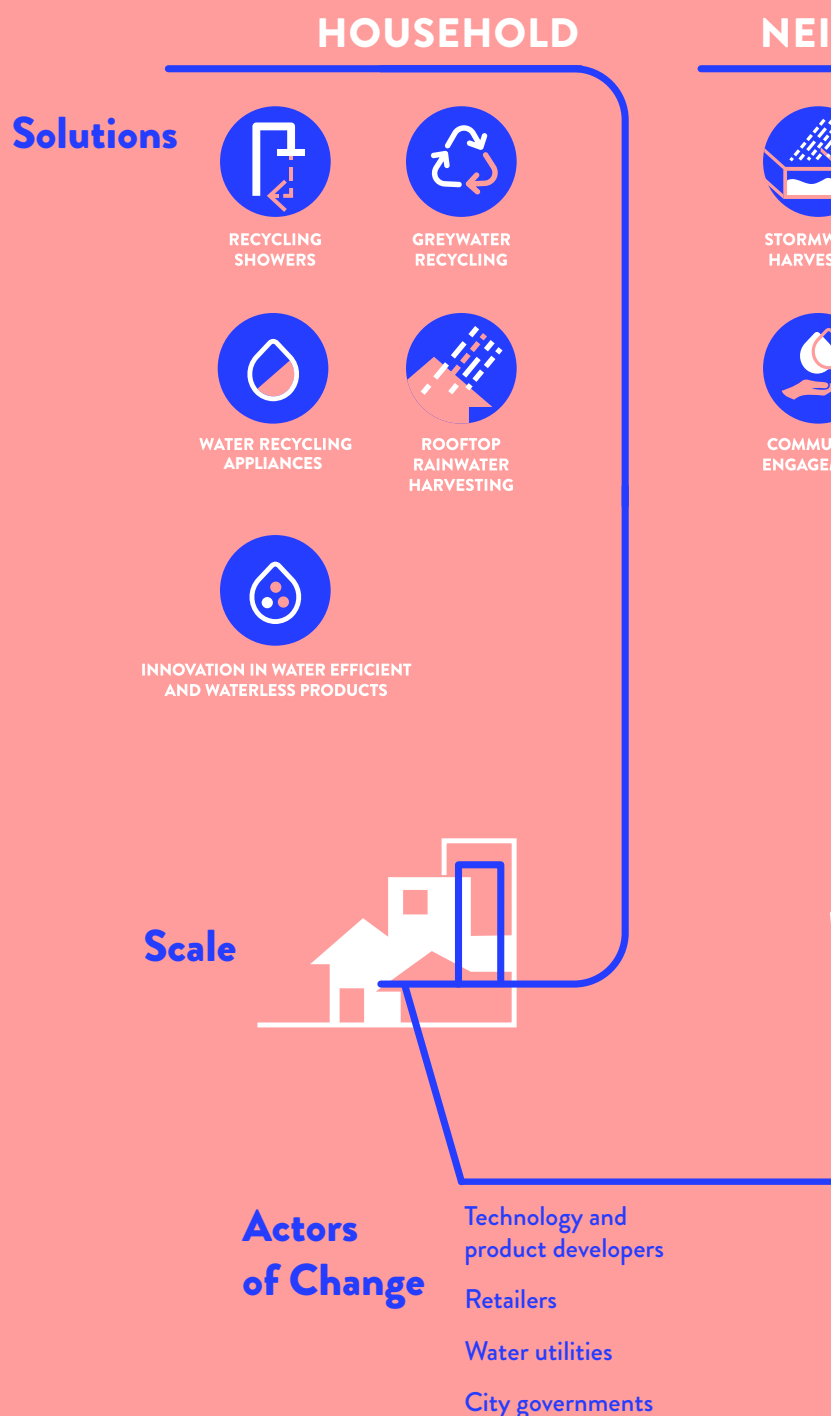 HOUSEHOLD
Solutions
RECYCLING
SHOWERS
GREYWATER
RECYCLING
WATER RECYCLING
APPLIANCES
ROOFTOP
RAINWATER
HARVESTING
INNOVATION IN WATER EFFICIENT
AND WATERLESS PRODUCTS
Scale
Actors
of Change
Technology and
product developers
Retailers
Water utilities
City governments